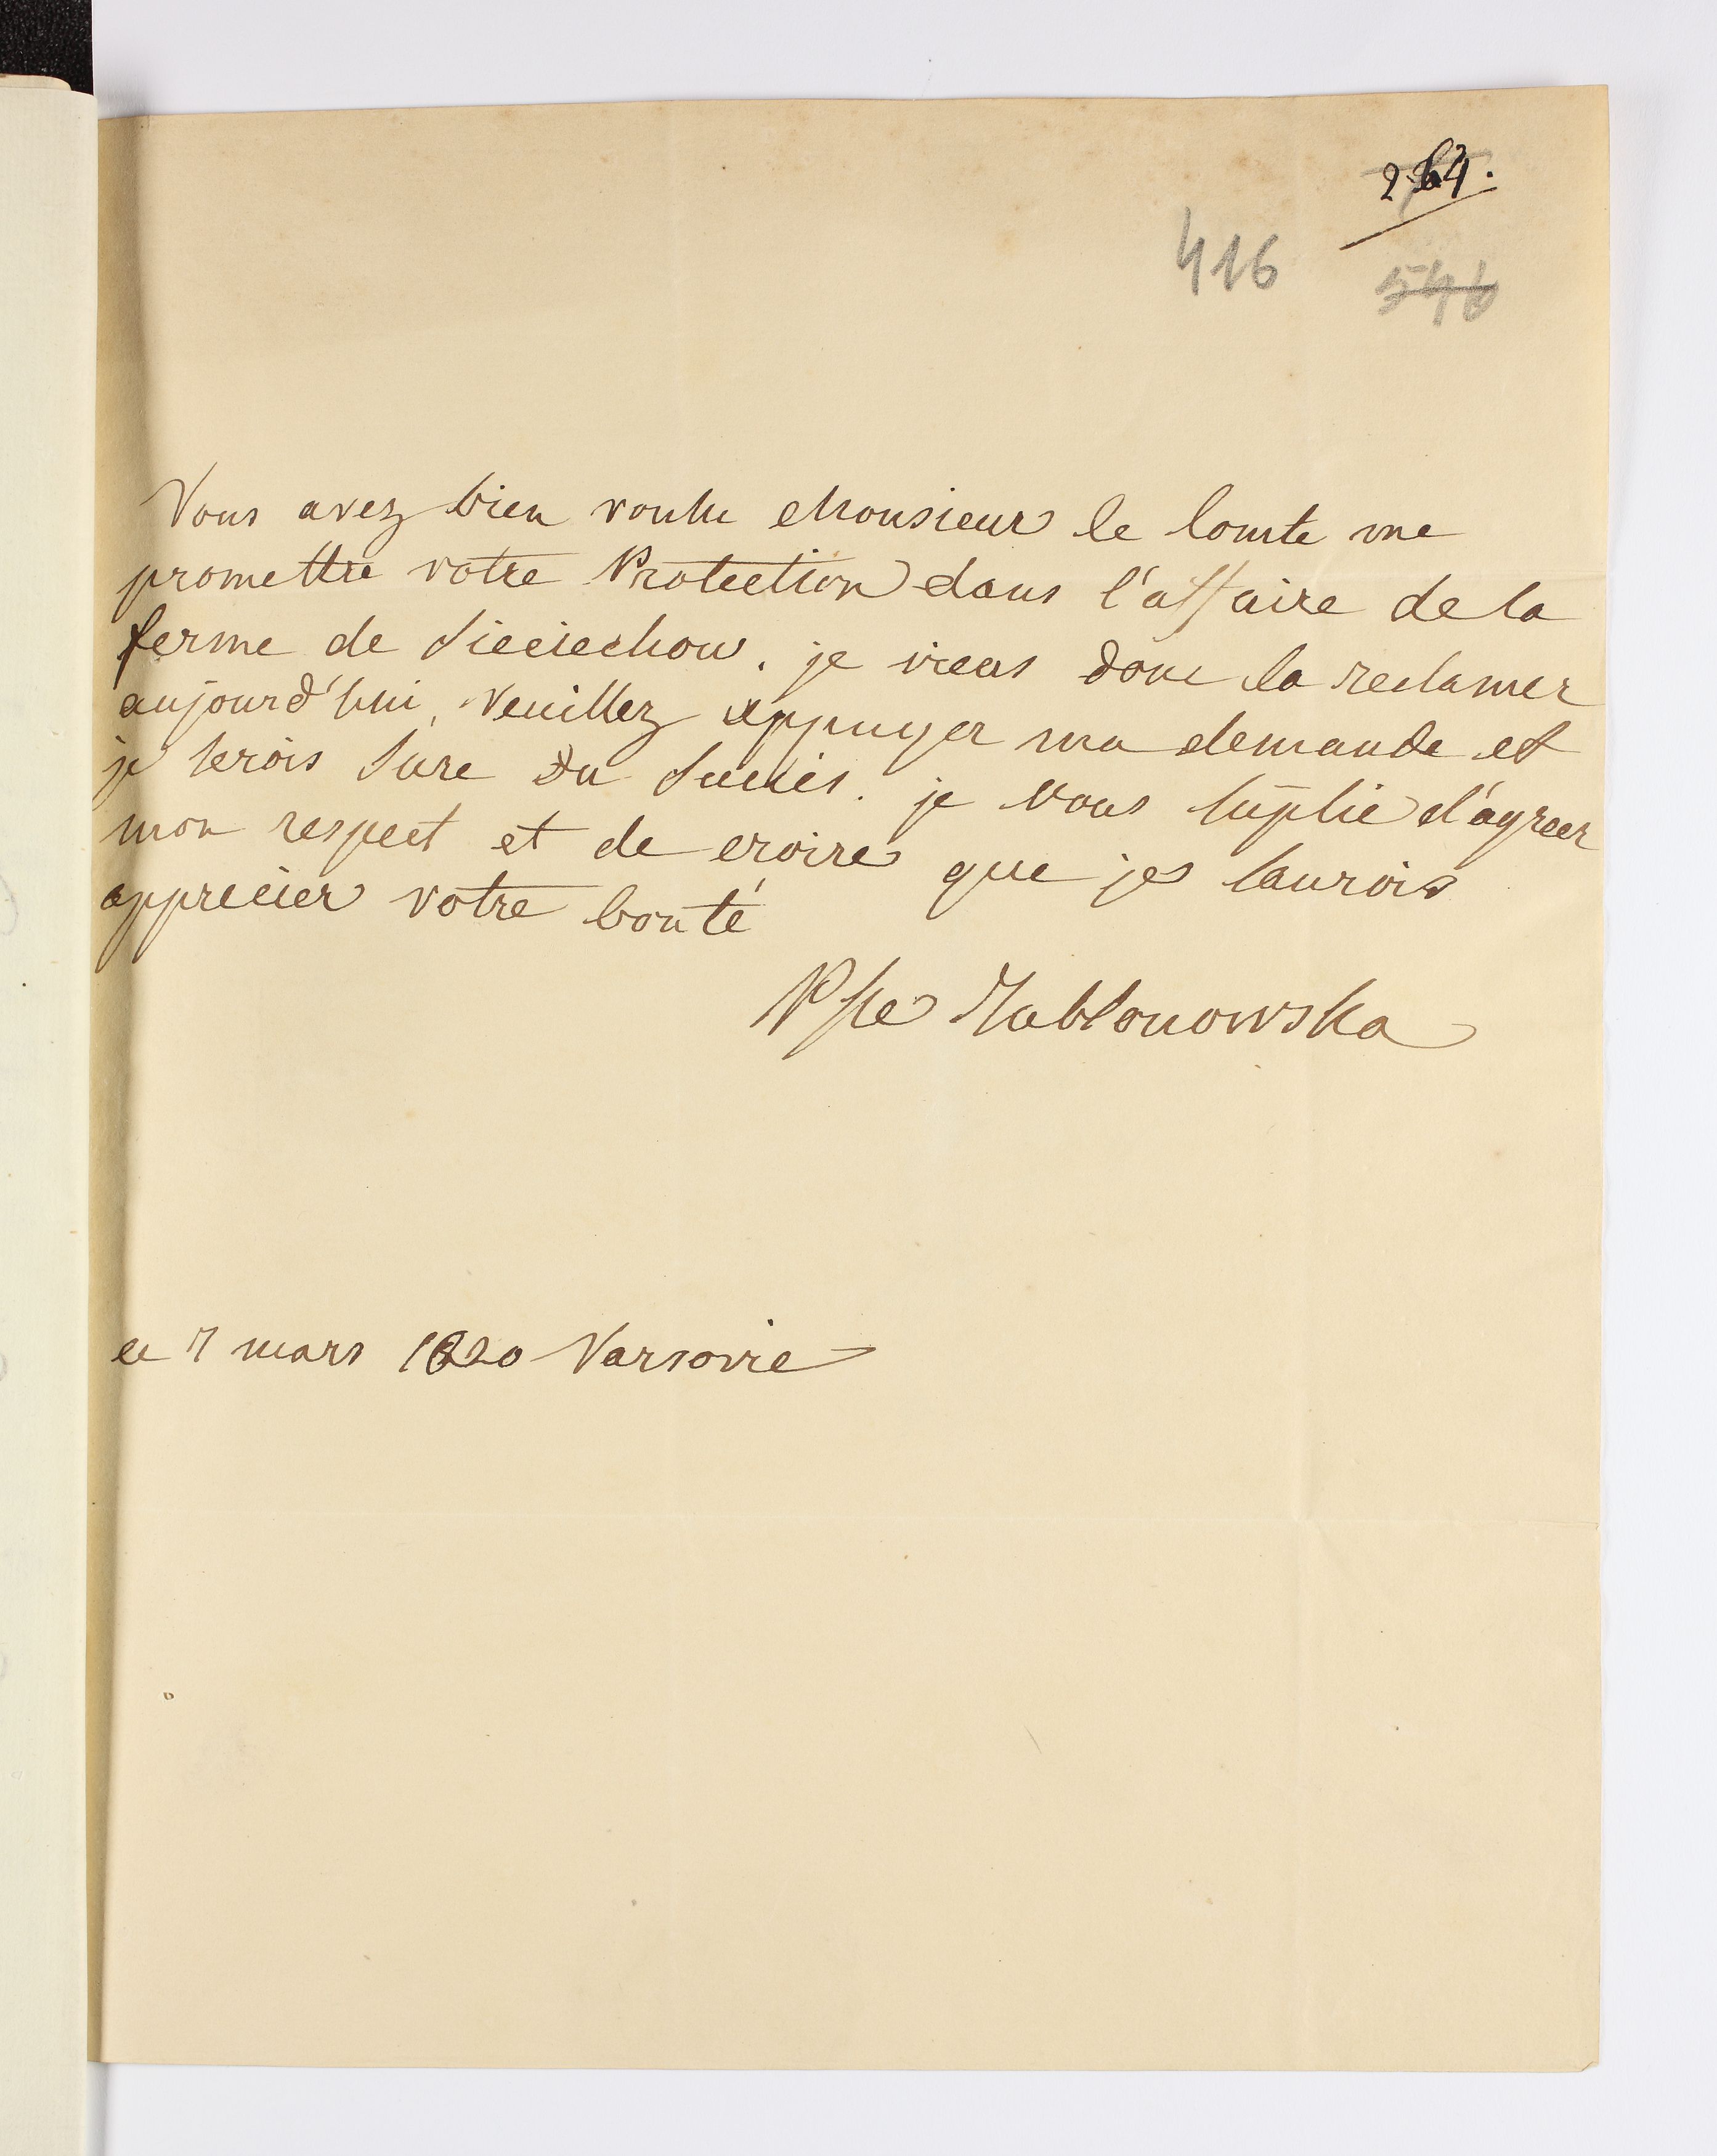 264.
416
546
Vous avez bien voulu Monsieur le Comte me
promettre votre Protection dans l'affaire de la
ferme de Sieciechow. je viens donc la reclamer
aujourd'hui, Veuillez appuyer ma demande et
je serois sure du succés. je vous suplie d'agreer
mon respect et de croire que je saurois
apprecier votre bonté
Psse Jabłonowska
ce 7 mars 1820 Varsovie